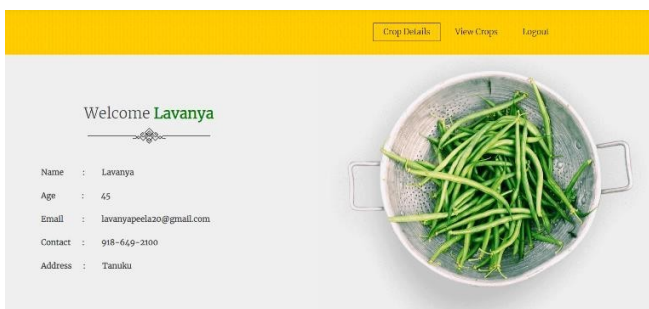 Crop Details View Crops Logout
Welcome Lavanya
Name : Lavanya
Age : 45
Email : lavanyapeela20@gmail.com
Contact : 918-649-2100
Address : Tanuku